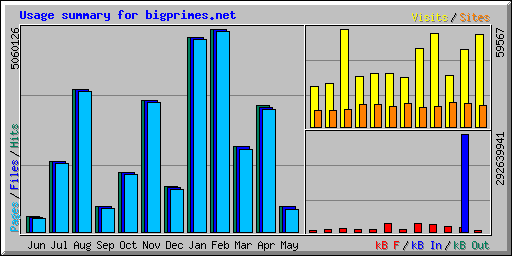 Usage summary for bigprimes.net
Visits/Sites
5060126
59567
Pages/Files/Hits
292639941
Jun Jul Aug Sep Oct Nov Dec Jan Feb Mar Apr May
kB F/kB In/kB Out